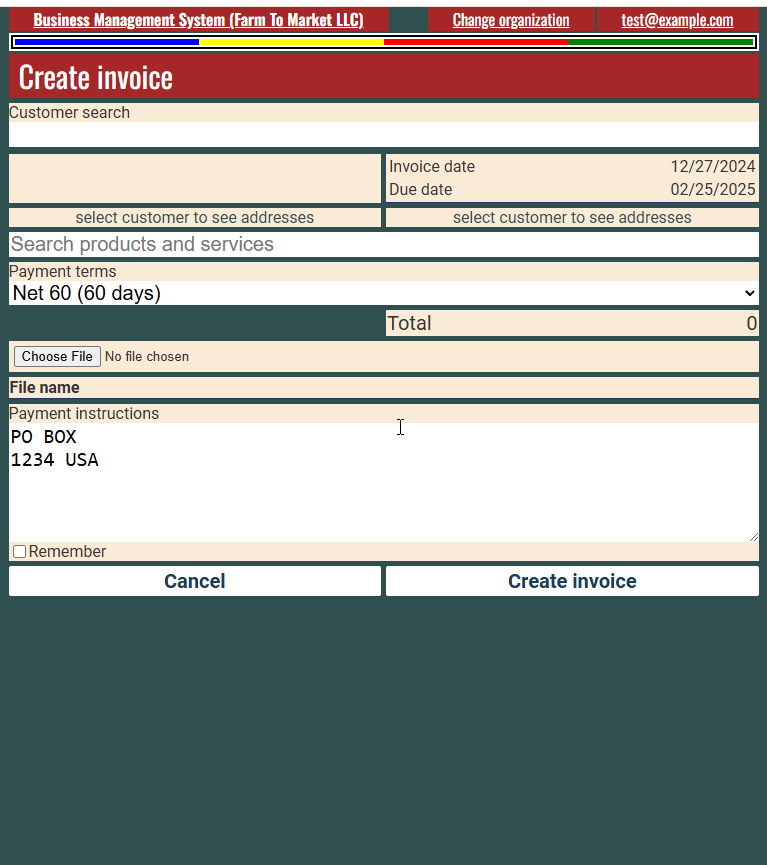 Business Management System (Farm To Market LLC) Change organization test@example.com
Create invoice
Customer search
Invoice date 12/27/2024
Due date 02/25/2025
select customer to see addresses select customer to see addresses
Search products and services
Payment terms
Net 60 (60 days)
Total 0
Choose File No file chosen
File name
Payment instructions
PO BOX
1234 USA
Remember
Cancel Create invoice